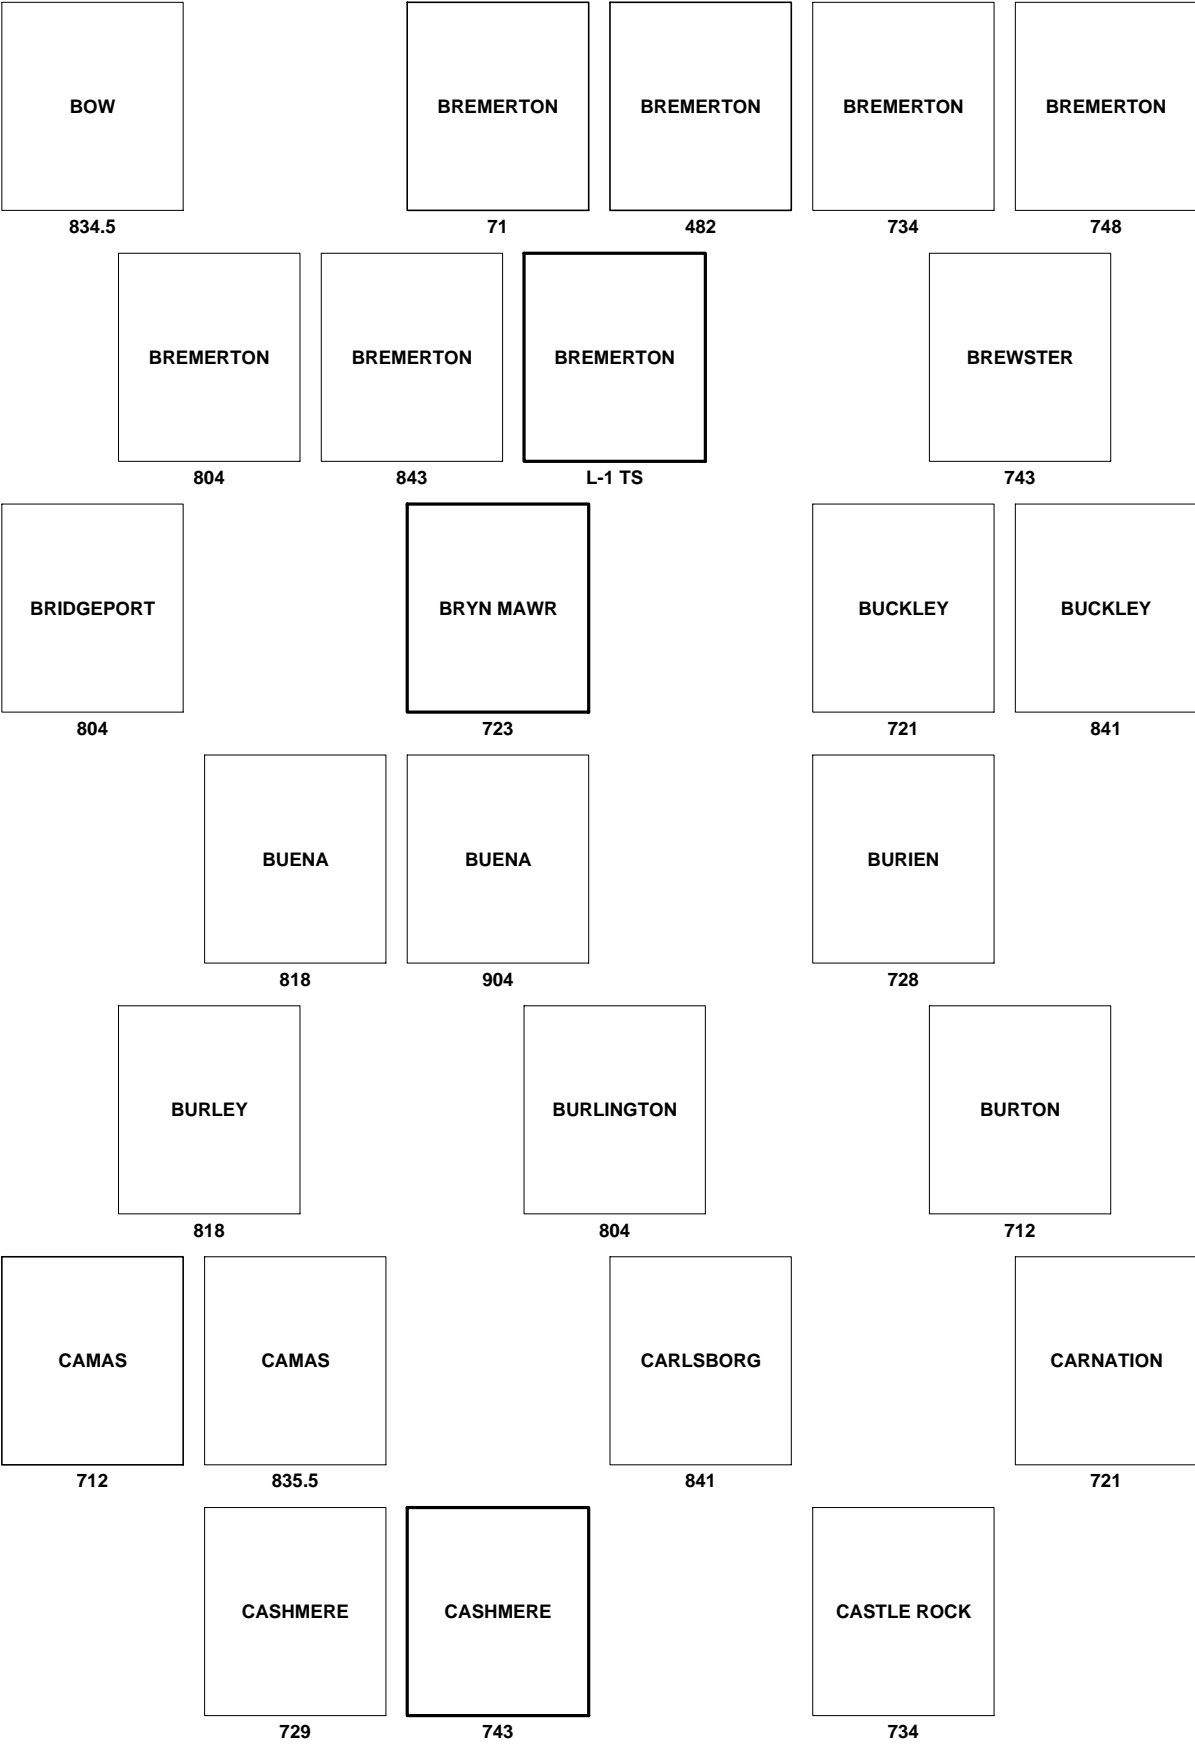 BOW BREMERTON BREMERTON BREMERTON BREMERTON
834.5 71 482 734 748
BREMERTON BREMERTON BREMERTON BREWSTER
804 843 L-1 TS 743
BRIDGEPORT BRYN MAWR BUCKLEY BUCKLEY
804 723 721 841
BUENA BUENA BURIEN
818 904 728
BURLEY BURLINGTON BURTON
818 804 712
CAMAS CAMAS CARLSBORG CARNATION
712 835.5 841 721
CASHMERE CASHMERE CASTLE ROCK
729 743 734